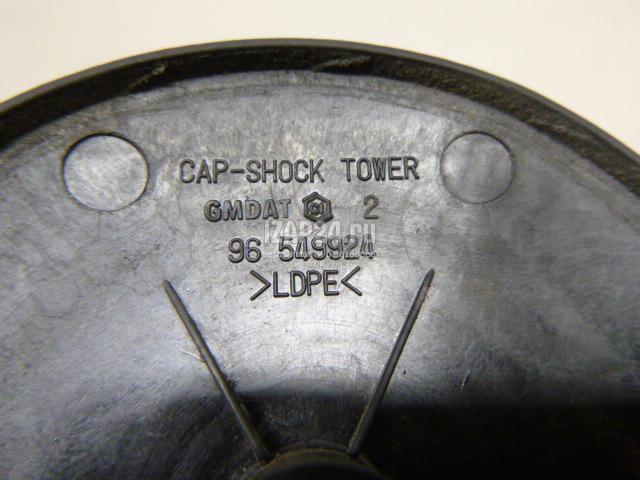 CAP-SHOCK TOWER
GMDAT 2
96 549924
>LDPE<